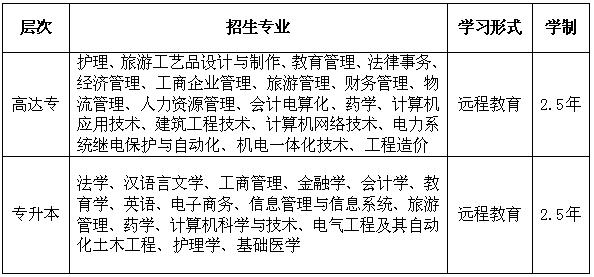 层次 招生专业 学习形式 学制
护理、旅游工艺品设计与制作、教育管理、法律事务、
经济管理、工商企业管理、旅游管理、财务管理、物
流管理、人力资源管理、会计电算化、药学、计算机
应用技术、建筑工程技术、计算机网络技术、电力系
统继电保护与自动化、机电一体化技术、工程造价
高达专
远程教育
2.5年
法学、汉语言文学、工商管理、金融学、会计学、教
育学、英语、电子商务、信息管理与信息系统、旅游
管理、药学、计算机科学与技术、电气工程及其自动
化土木工程、护理学、基础医学
专升本
远程教育
2.5年